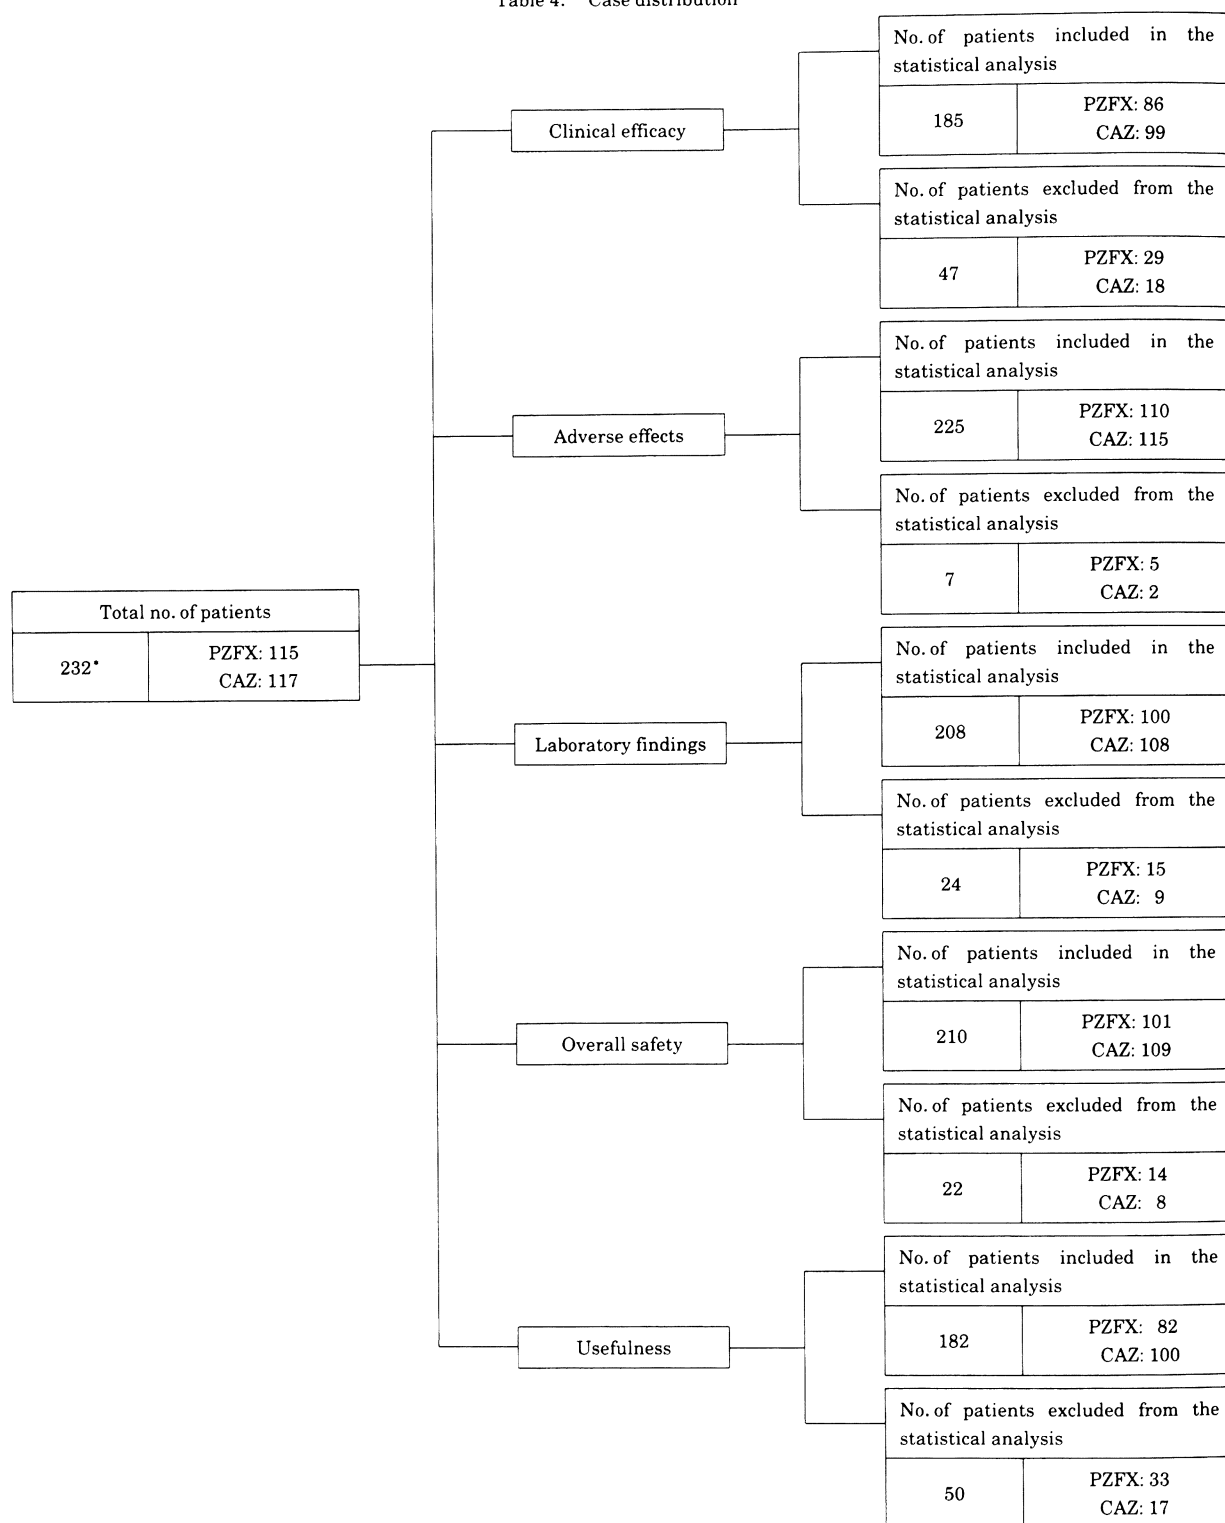 Table 4. Case distribution
No. of patients included in the
statistical analysis
185
PZFX: 86
CAZ: 99
Clinical efficacy
No. of patients excluded from the
statistical analysis
47
PZFX: 29
CAZ: 18
No. of patients included in the
statistical analysis
225
PZFX: 110
CAZ: 115
Adverse effects
No. of patients excluded from the
statistical analysis
7
PZFX: 5
CAZ: 2
Total no. of patients
232*
PZFX: 115
CAZ: 117
No. of patients included in the
statistical analysis
208
PZFX: 100
CAZ: 108
Laboratory findings
No. of patients excluded from the
statistical analysis
24
PZFX: 15
CAZ: 9
No. of patients included in the
statistical analysis
210
PZFX: 101
CAZ: 109
Overall safety
No. of patients excluded from the
statistical analysis
22
PZFX: 14
CAZ: 8
No. of patients included in the
statistical analysis
182
PZFX: 82
CAZ: 100
Usefulness
No. of patients excluded from the
statistical analysis
50
PZFX: 33
CAZ: 17